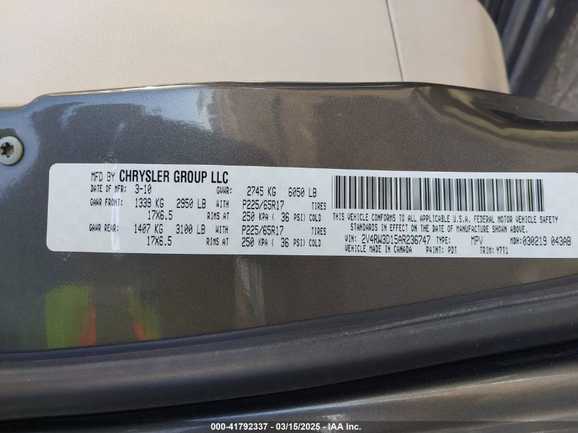 MFD BY CHRYSLER GROUP LLC
DATE OF MFR: 3-10 GVWR: 2745 KG 6050 LB
GAWR FRONT: 1339 KG 2950 LB WITH P225/65R17 TIRES
17X6.5 RIMS AT 250 KPA ( 36 PSI) COLD
GAWR REAR: 1407 KG 3100 LB WITH P225/65R17 TIRES
17X6.5 RIMS AT 250 KPA ( 36 PSI) COLD
THIS VEHICLE CONFORMS TO ALL APPLICABLE U.S.A. FEDERAL MOTOR VEHICLE SAFETY
STANDARDS IN EFFECT ON THE DATE OF MANUFACTURE SHOWN ABOVE.
VIN: 2V4RW3D15AR236747 TYPE: MPV MDH: 030219 043AB
VEHICLE MADE IN CANADA PAINT: PDT TRIM: M7T1
000-41792337 - 03/15/2025 - IAAI.COM